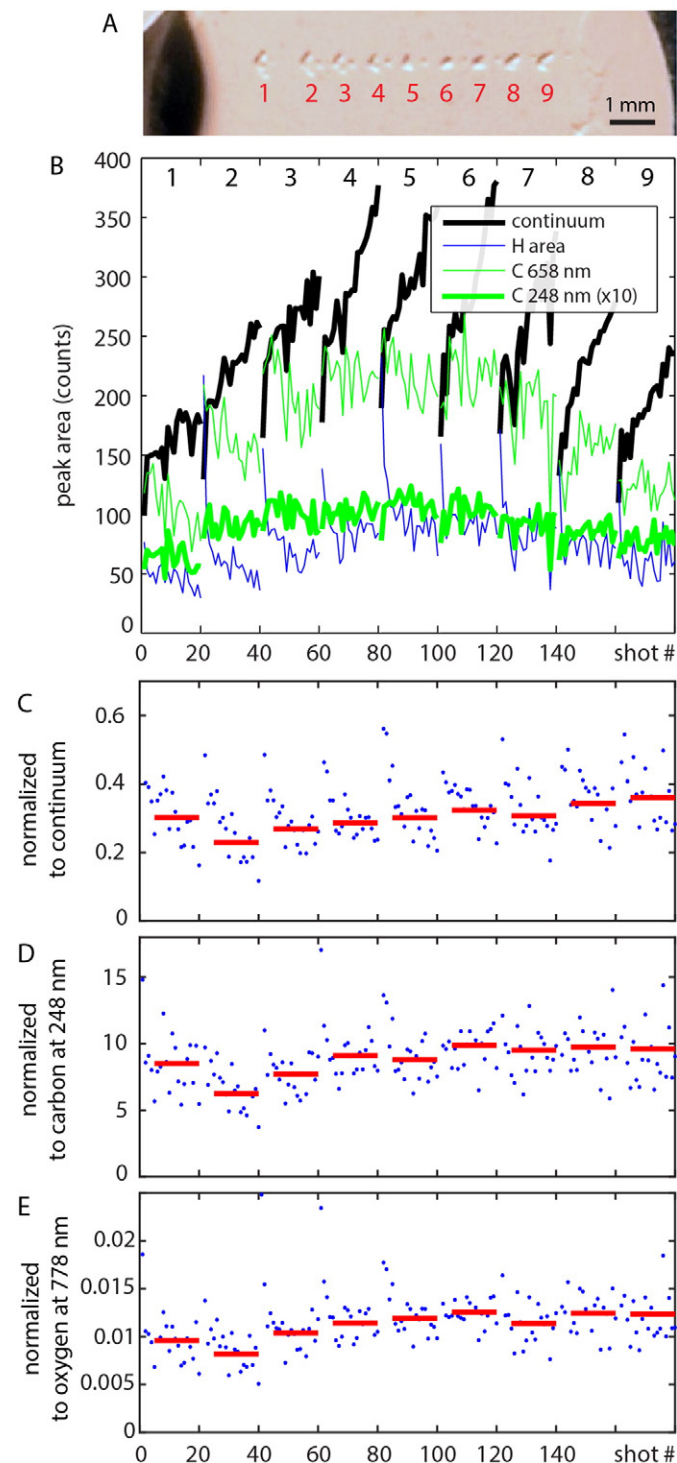 A
1 2 3 4 5 6 7 8 9
1 mm
B
1 2 3 4 5 6 7 8 9
continuum
H area
C 658 nm
C 248 nm (x10)
peak area (counts)
400
350
300
250
200
150
100
50
0
0 20 40 60 80 100 120 140 shot #
C
normalized
to continuum
0.6
0.4
0.2
0
D
normalized
to carbon at 248 nm
15
10
5
0
E
normalized
to oxygen at 778 nm
0.02
0.015
0.01
0.005
0
0 20 40 60 80 100 120 140 shot #